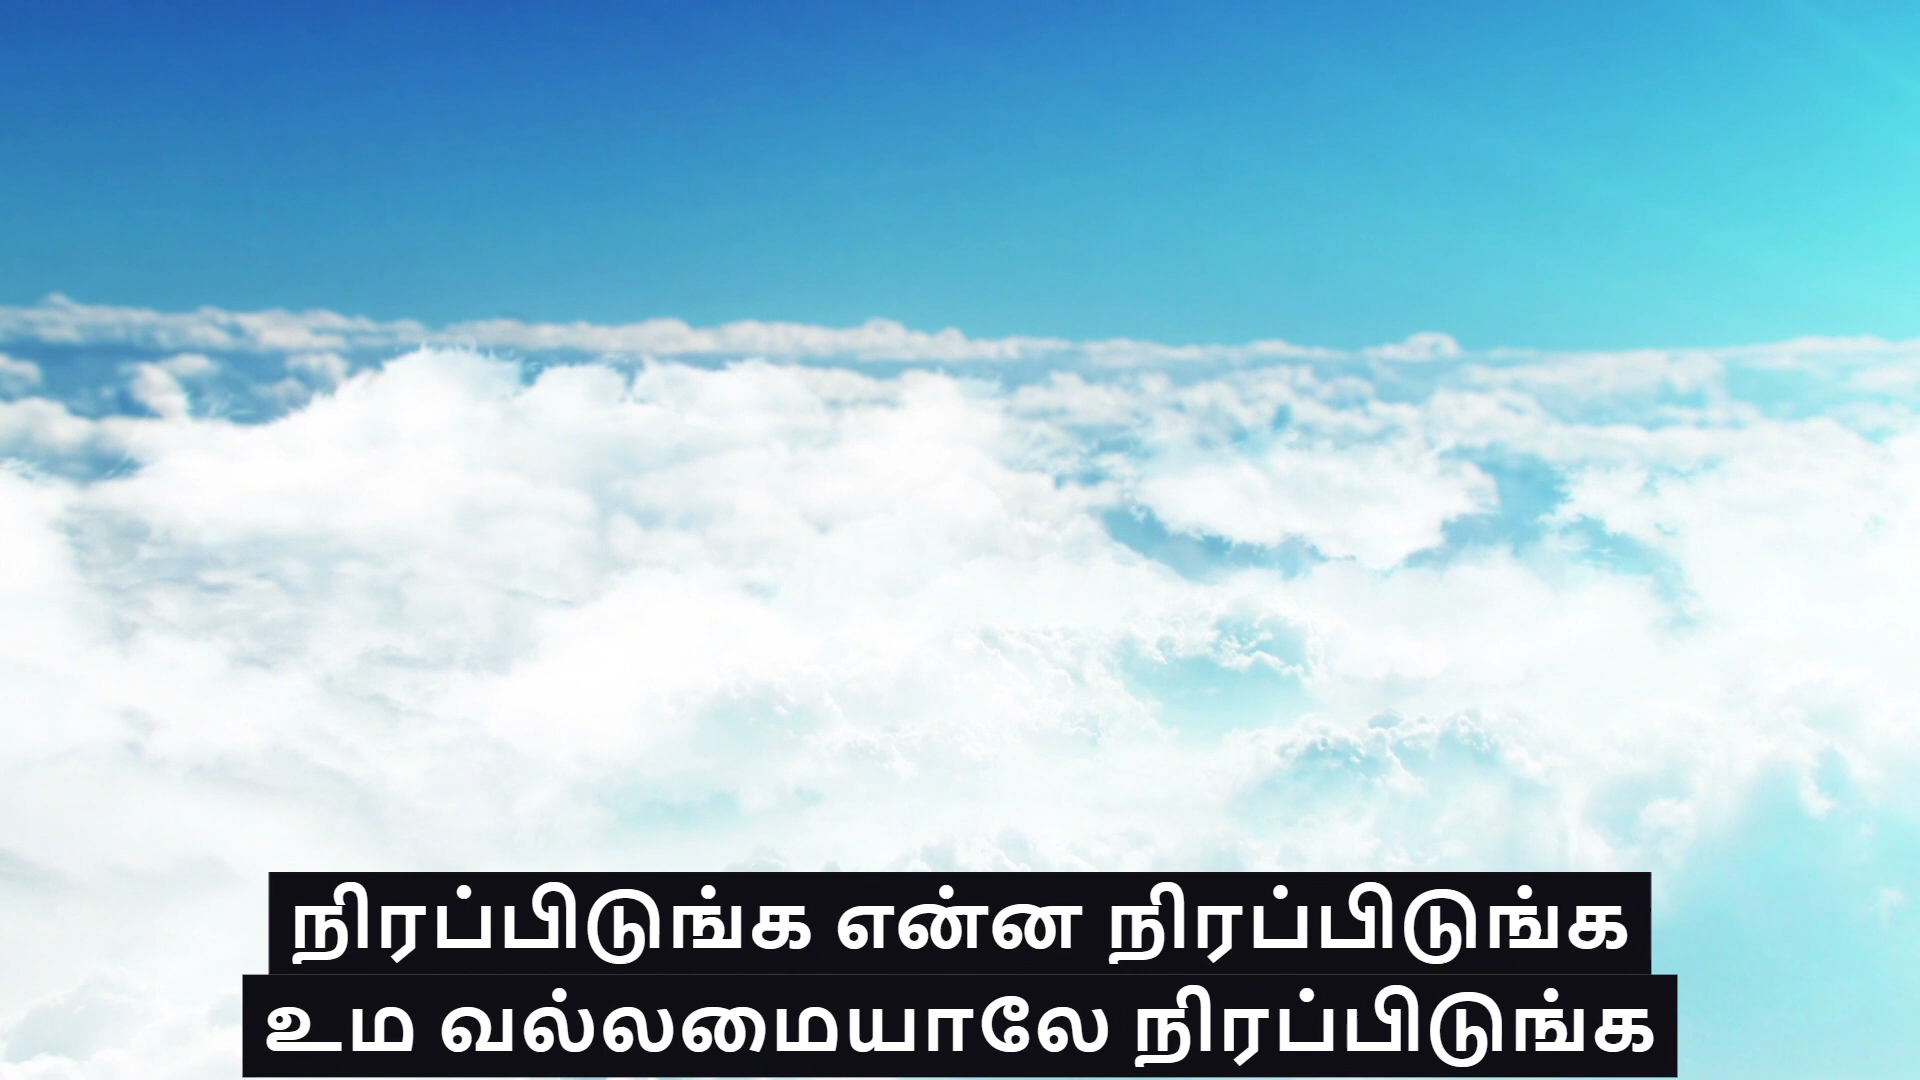 நிரப்பிடுங்க என்ன நிரப்பிடுங்க
உம வல்லமையாலே நிரப்பிடுங்க